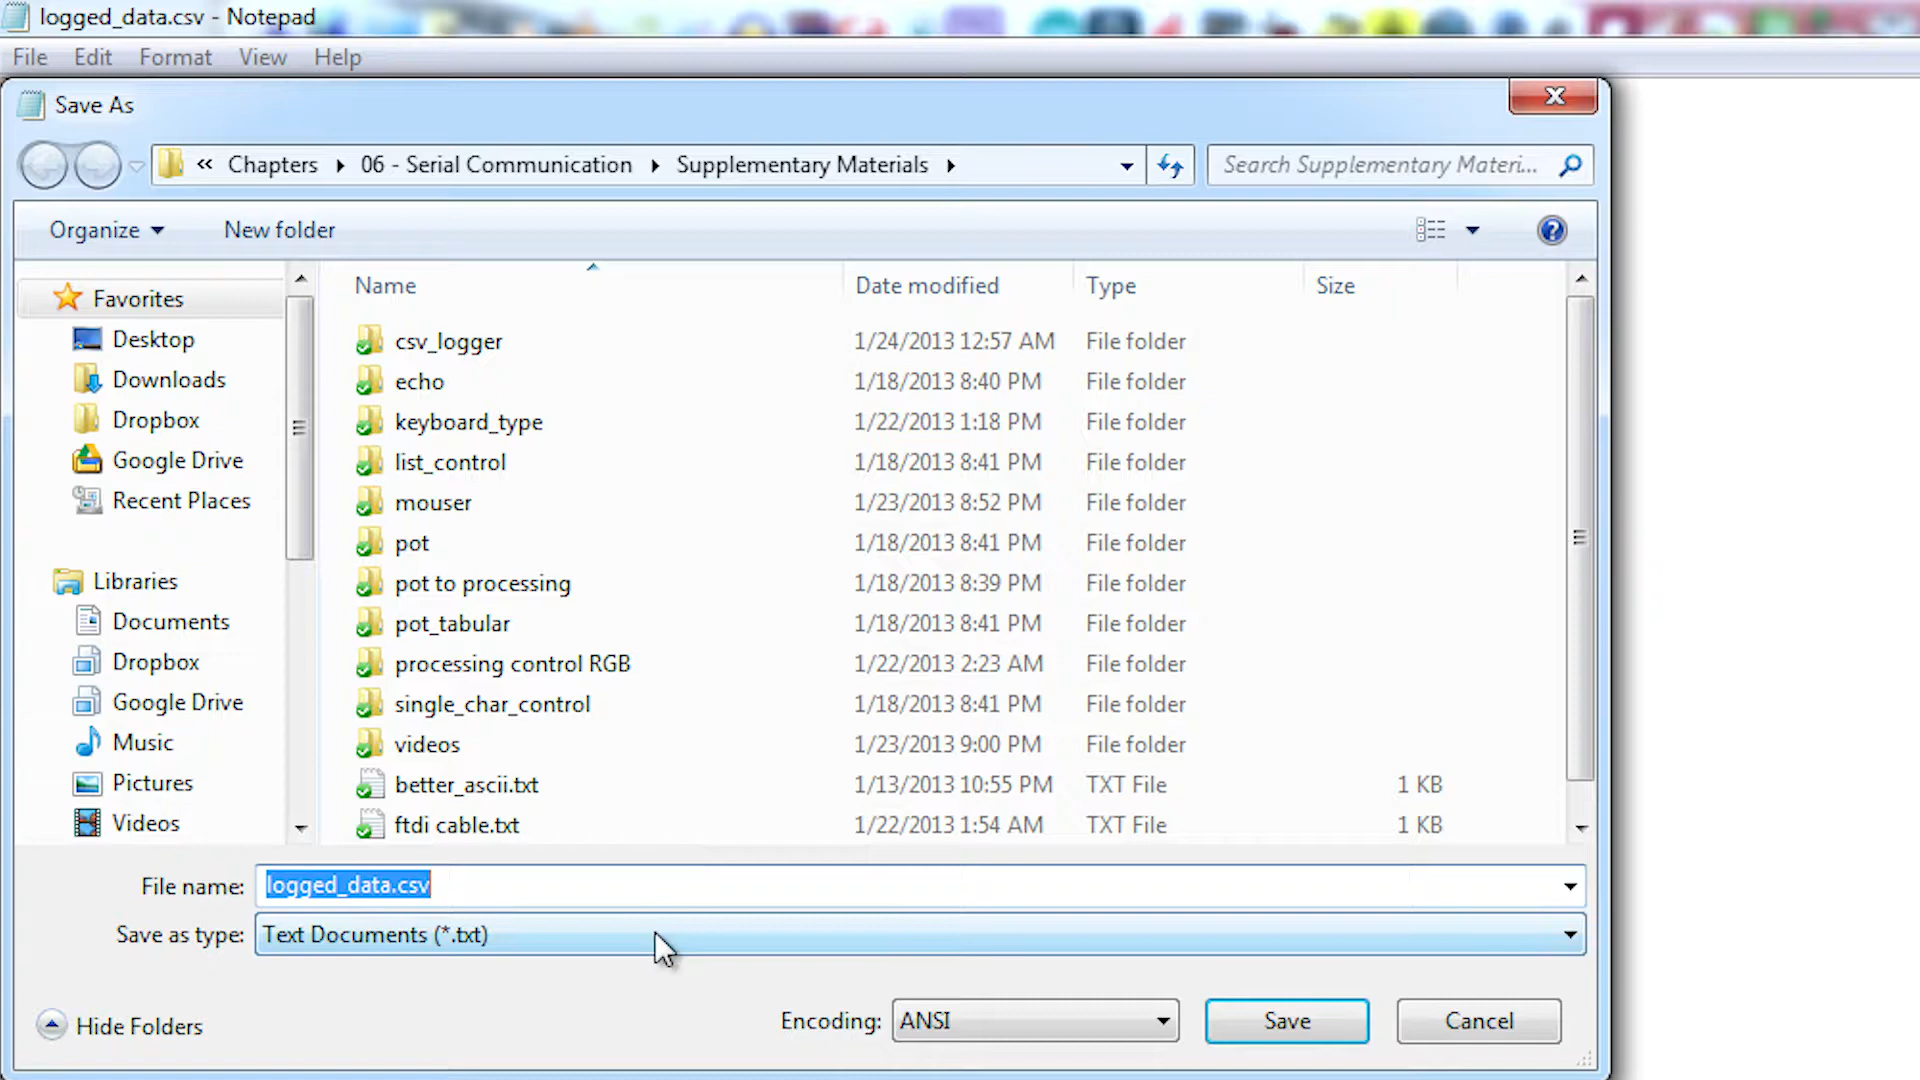 logged_data.csv - Notepad
File Edit Format View Help
Save As
« Chapters 06 - Serial Communication Supplementary Materials Search Supplementary Materi...
Organize New folder
Name Date modified Type Size
Favorites
Desktop
Downloads
Dropbox
Google Drive
Recent Places
Libraries
Documents
Dropbox
Google Drive
Music
Pictures
Videos
csv_logger 1/24/2013 12:57 AM File folder
echo 1/18/2013 8:40 PM File folder
keyboard_type 1/22/2013 1:18 PM File folder
list_control 1/18/2013 8:41 PM File folder
mouser 1/23/2013 8:52 PM File folder
pot 1/18/2013 8:41 PM File folder
pot to processing 1/18/2013 8:39 PM File folder
pot_tabular 1/18/2013 8:41 PM File folder
processing control RGB 1/22/2013 2:23 AM File folder
single_char_control 1/18/2013 8:41 PM File folder
videos 1/23/2013 9:00 PM File folder
better_ascii.txt 1/13/2013 10:55 PM TXT File 1 KB
ftdi cable.txt 1/22/2013 1:54 AM TXT File 1 KB
File name: logged_data.csv
Save as type: Text Documents (*.txt)
Hide Folders Encoding: ANSI Save Cancel